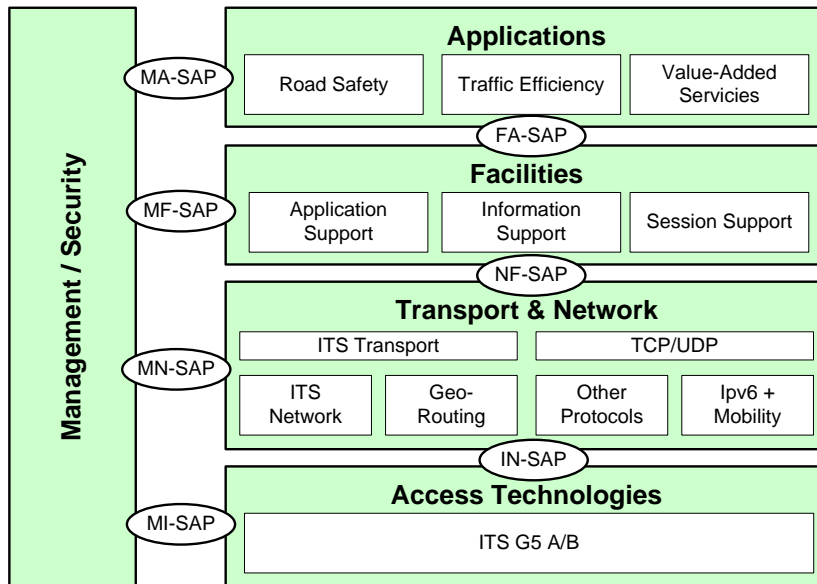 Applications
MA-SAP
Road Safety
Traffic Efficiency
Value-Added
Servicies
FA-SAP
Facilities
MF-SAP
Application
Support
Information
Support
Session Support
NF-SAP
Transport & Network
ITS Transport
TCP/UDP
MN-SAP
ITS
Network
Geo-
Routing
Other
Protocols
Ipv6 +
Mobility
IN-SAP
Access Technologies
MI-SAP
ITS G5 A/B
Management / Security